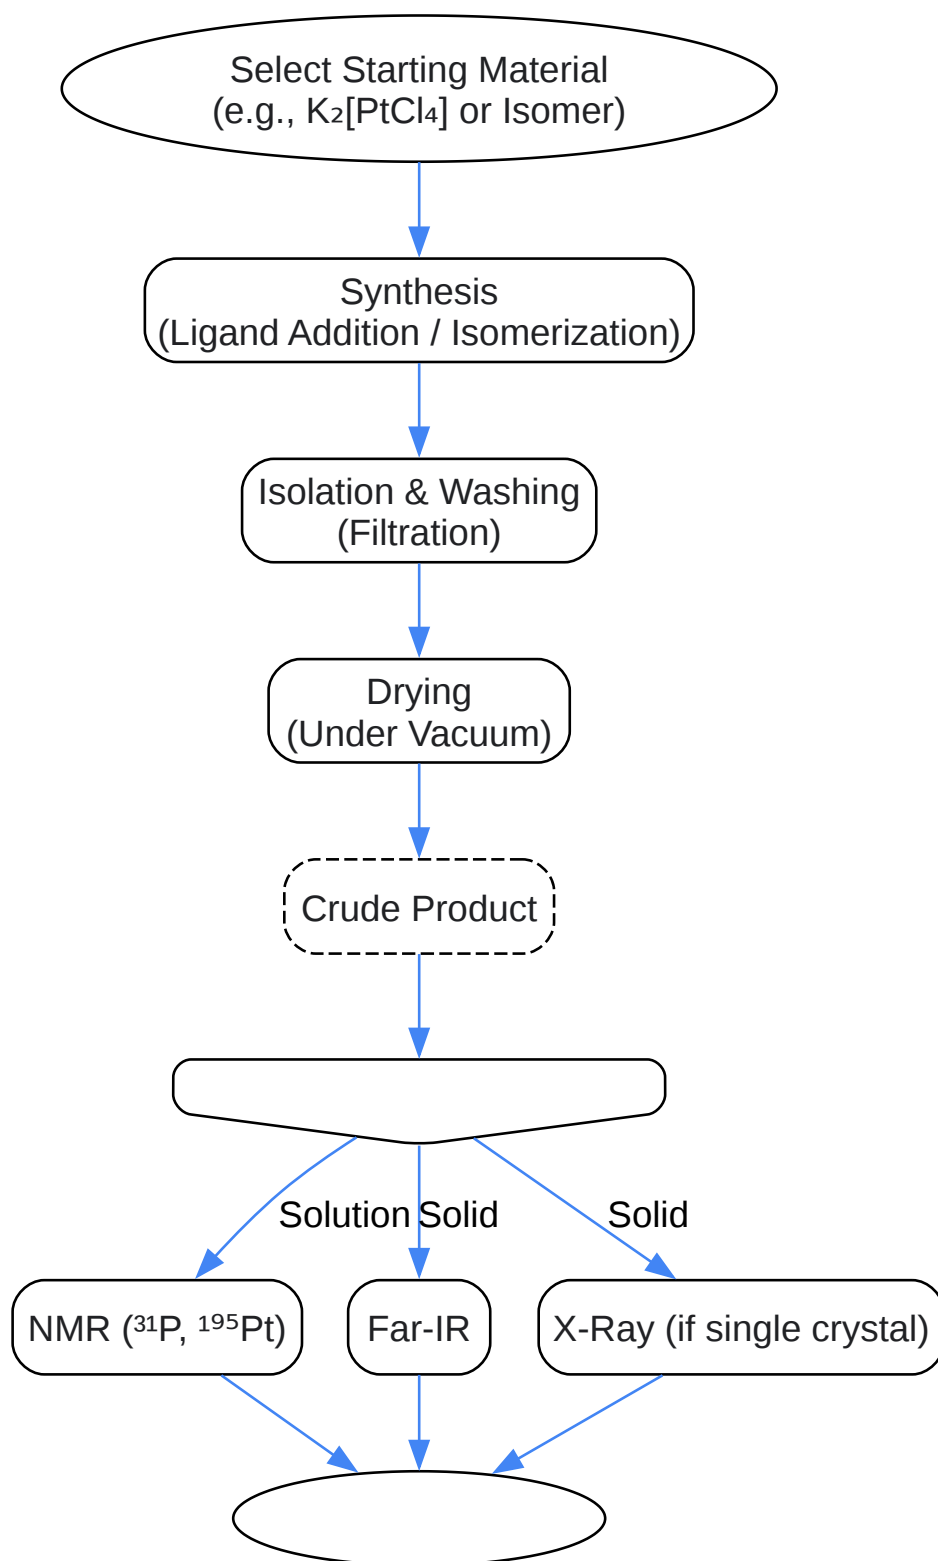 Select Starting Material
(e.g., K₂[PtCl₄] or Isomer)
Synthesis
(Ligand Addition / Isomerization)
Isolation & Washing
(Filtration)
Drying
(Under Vacuum)
Crude Product
Solution
Solid
Solid
NMR (³¹P, ¹⁹⁵Pt)
Far-IR
X-Ray (if single crystal)